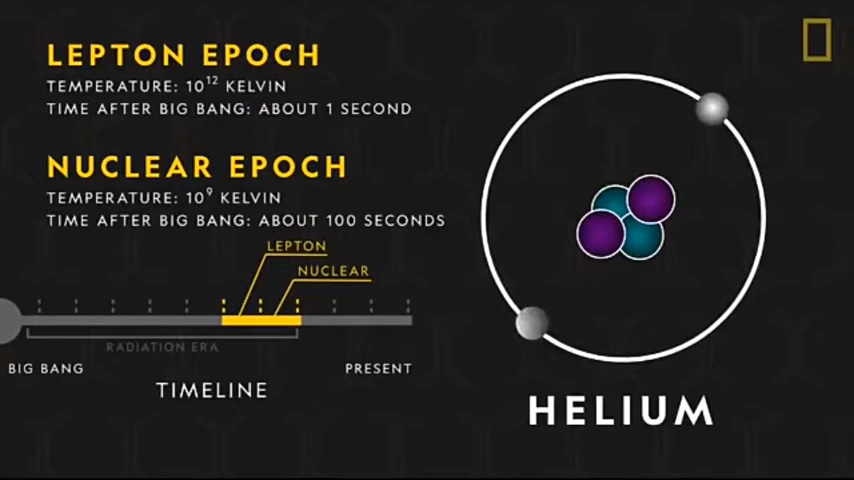 LEPTON EPOCH
TEMPERATURE: 10¹² KELVIN
TIME AFTER BIG BANG: ABOUT 1 SECOND
NUCLEAR EPOCH
TEMPERATURE: 10⁹ KELVIN
TIME AFTER BIG BANG: ABOUT 100 SECONDS
LEPTON
NUCLEAR
RADIATION ERA
BIG BANG
PRESENT
TIMELINE
HELIUM